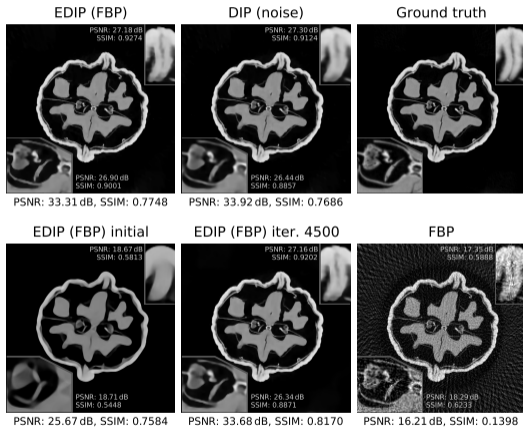 EDIP (FBP)
DIP (noise)
Ground truth
PSNR: 27.18 dB
SSIM: 0.9274
PSNR: 27.30 dB
SSIM: 0.9124
PSNR: 26.90 dB
SSIM: 0.9001
PSNR: 26.44 dB
SSIM: 0.8857
PSNR: 33.31 dB, SSIM: 0.7748
PSNR: 33.92 dB, SSIM: 0.7686
EDIP (FBP) initial
EDIP (FBP) iter. 4500
FBP
PSNR: 18.67 dB
SSIM: 0.5813
PSNR: 27.16 dB
SSIM: 0.9202
PSNR: 17.35 dB
SSIM: 0.5888
PSNR: 18.71 dB
SSIM: 0.5448
PSNR: 26.34 dB
SSIM: 0.8871
PSNR: 18.29 dB
SSIM: 0.6233
PSNR: 25.67 dB, SSIM: 0.7584
PSNR: 33.68 dB, SSIM: 0.8170
PSNR: 16.21 dB, SSIM: 0.1398